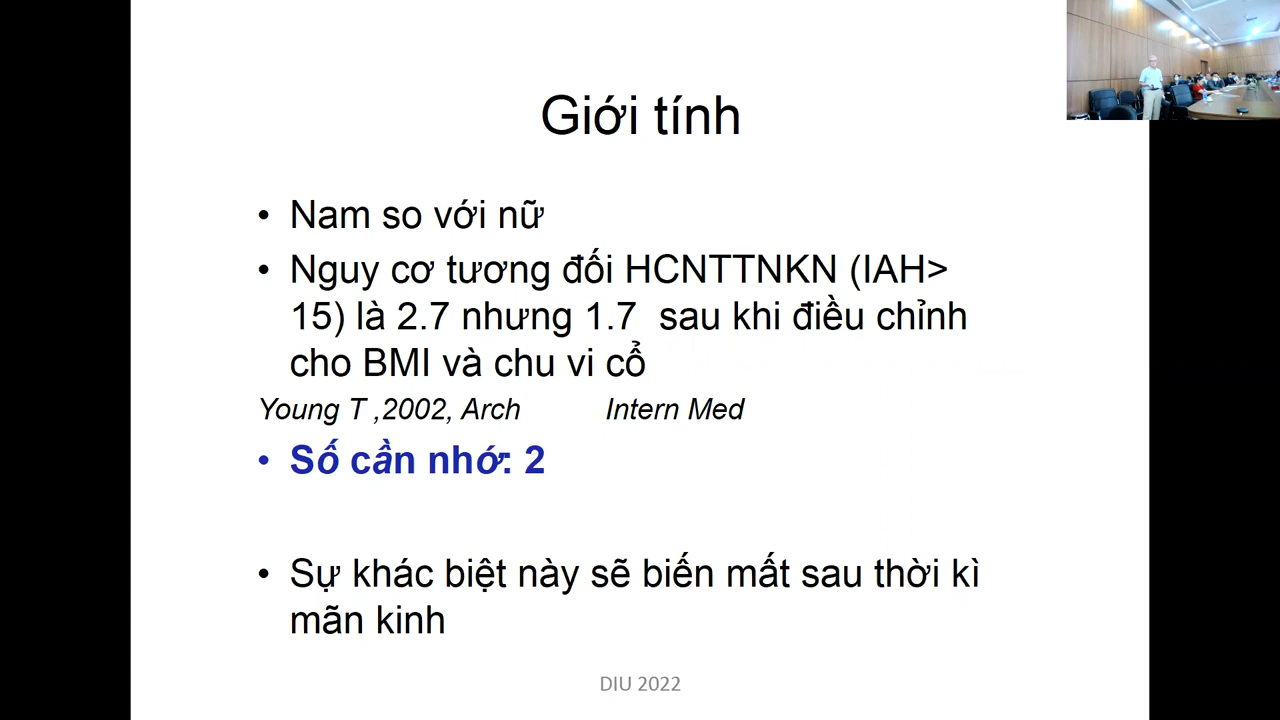 Giới tính
• Nam so với nữ
• Nguy cơ tương đối HCNTTNKN (IAH>
15) là 2.7 nhưng 1.7 sau khi điều chỉnh
cho BMI và chu vi cổ
Young T ,2002, Arch Intern Med
• Số cần nhớ: 2
• Sự khác biệt này sẽ biến mất sau thời kì
mãn kinh
DIU 2022